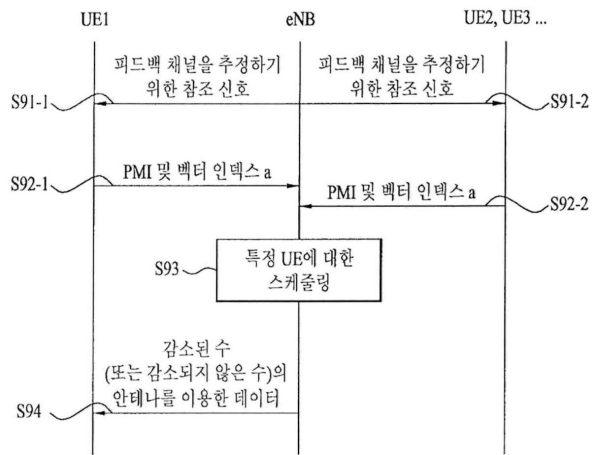 UE1
eNB
UE2, UE3 ...
피드백 채널을 추정하기
위한 참조 신호
피드백 채널을 추정하기
위한 참조 신호
S91-1
S91-2
PMI 및 벡터 인덱스 a
S92-1
PMI 및 벡터 인덱스 a
S92-2
S93
특정 UE에 대한
스케줄링
감소된 수
(또는 감소되지 않은 수)의
안테나를 이용한 데이터
S94